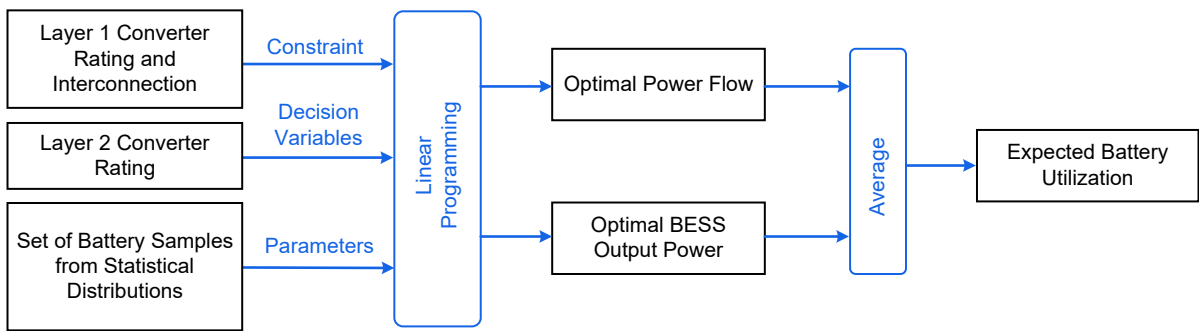 Layer 1 Converter
Rating and
Interconnection
Constraint
Layer 2 Converter
Rating
Decision
Variables
Set of Battery Samples
from Statistical
Distributions
Parameters
Linear
Programming
Optimal Power Flow
Optimal BESS
Output Power
Average
Expected Battery
Utilization